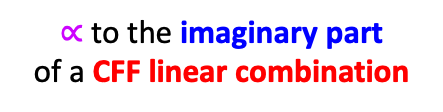 ∝ to the imaginary part
of a CFF linear combination